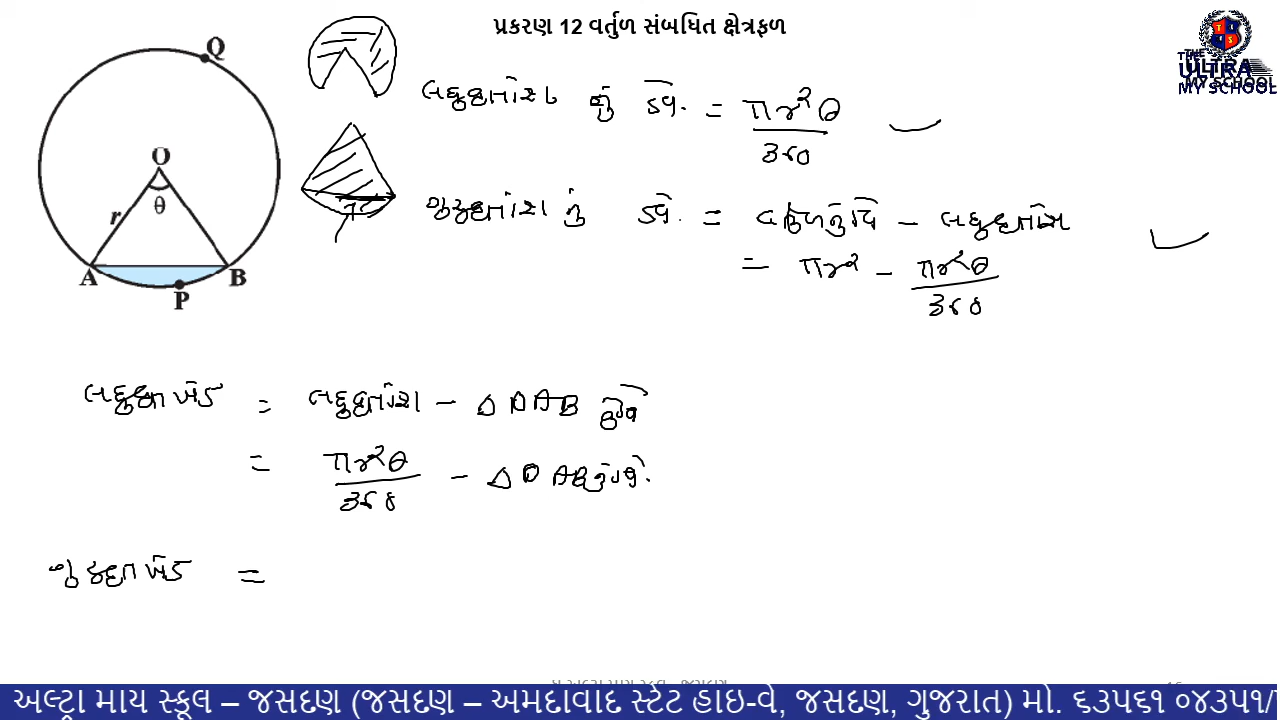 પ્રકરણ 12 વર્તુળ સંબધિત ક્ષેત્રફળ
THE
ULTRA
MY SCHOOL
Q
O
θ
r
A
B
P
લઘુવૃતાંશ નું ક્ષેત્ર. = πr²θ / 360
ગુરુવૃતાંશ નું ક્ષેત્ર. = વર્તુળનું ક્ષે - લઘુવૃતાંશ
= πr² - πr²θ / 360
લઘુવૃતખંડ = લઘુવૃતાંશ - △OAB
= πr²θ / 360 - △OAB
ગુરુવૃતખંડ =
અલ્ટ્રા માય સ્કૂલ – જસદણ (જસદણ – અમદાવાદ સ્ટેટ હાઇ-વે, જસદણ, ગુજરાત) મો. ૬૩૫૬૧ ૦૪૩૫૧/